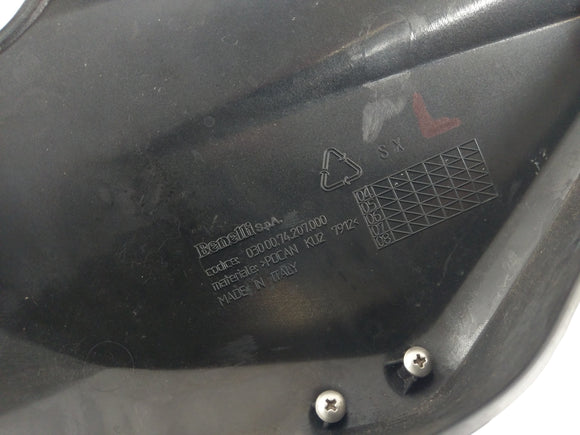 SX
L
04
05
06
07
08
Benelli S.p.A.
codice: 030.00.74.207.000
materiale: >POCAN KU2 7912<
MADE IN ITALY